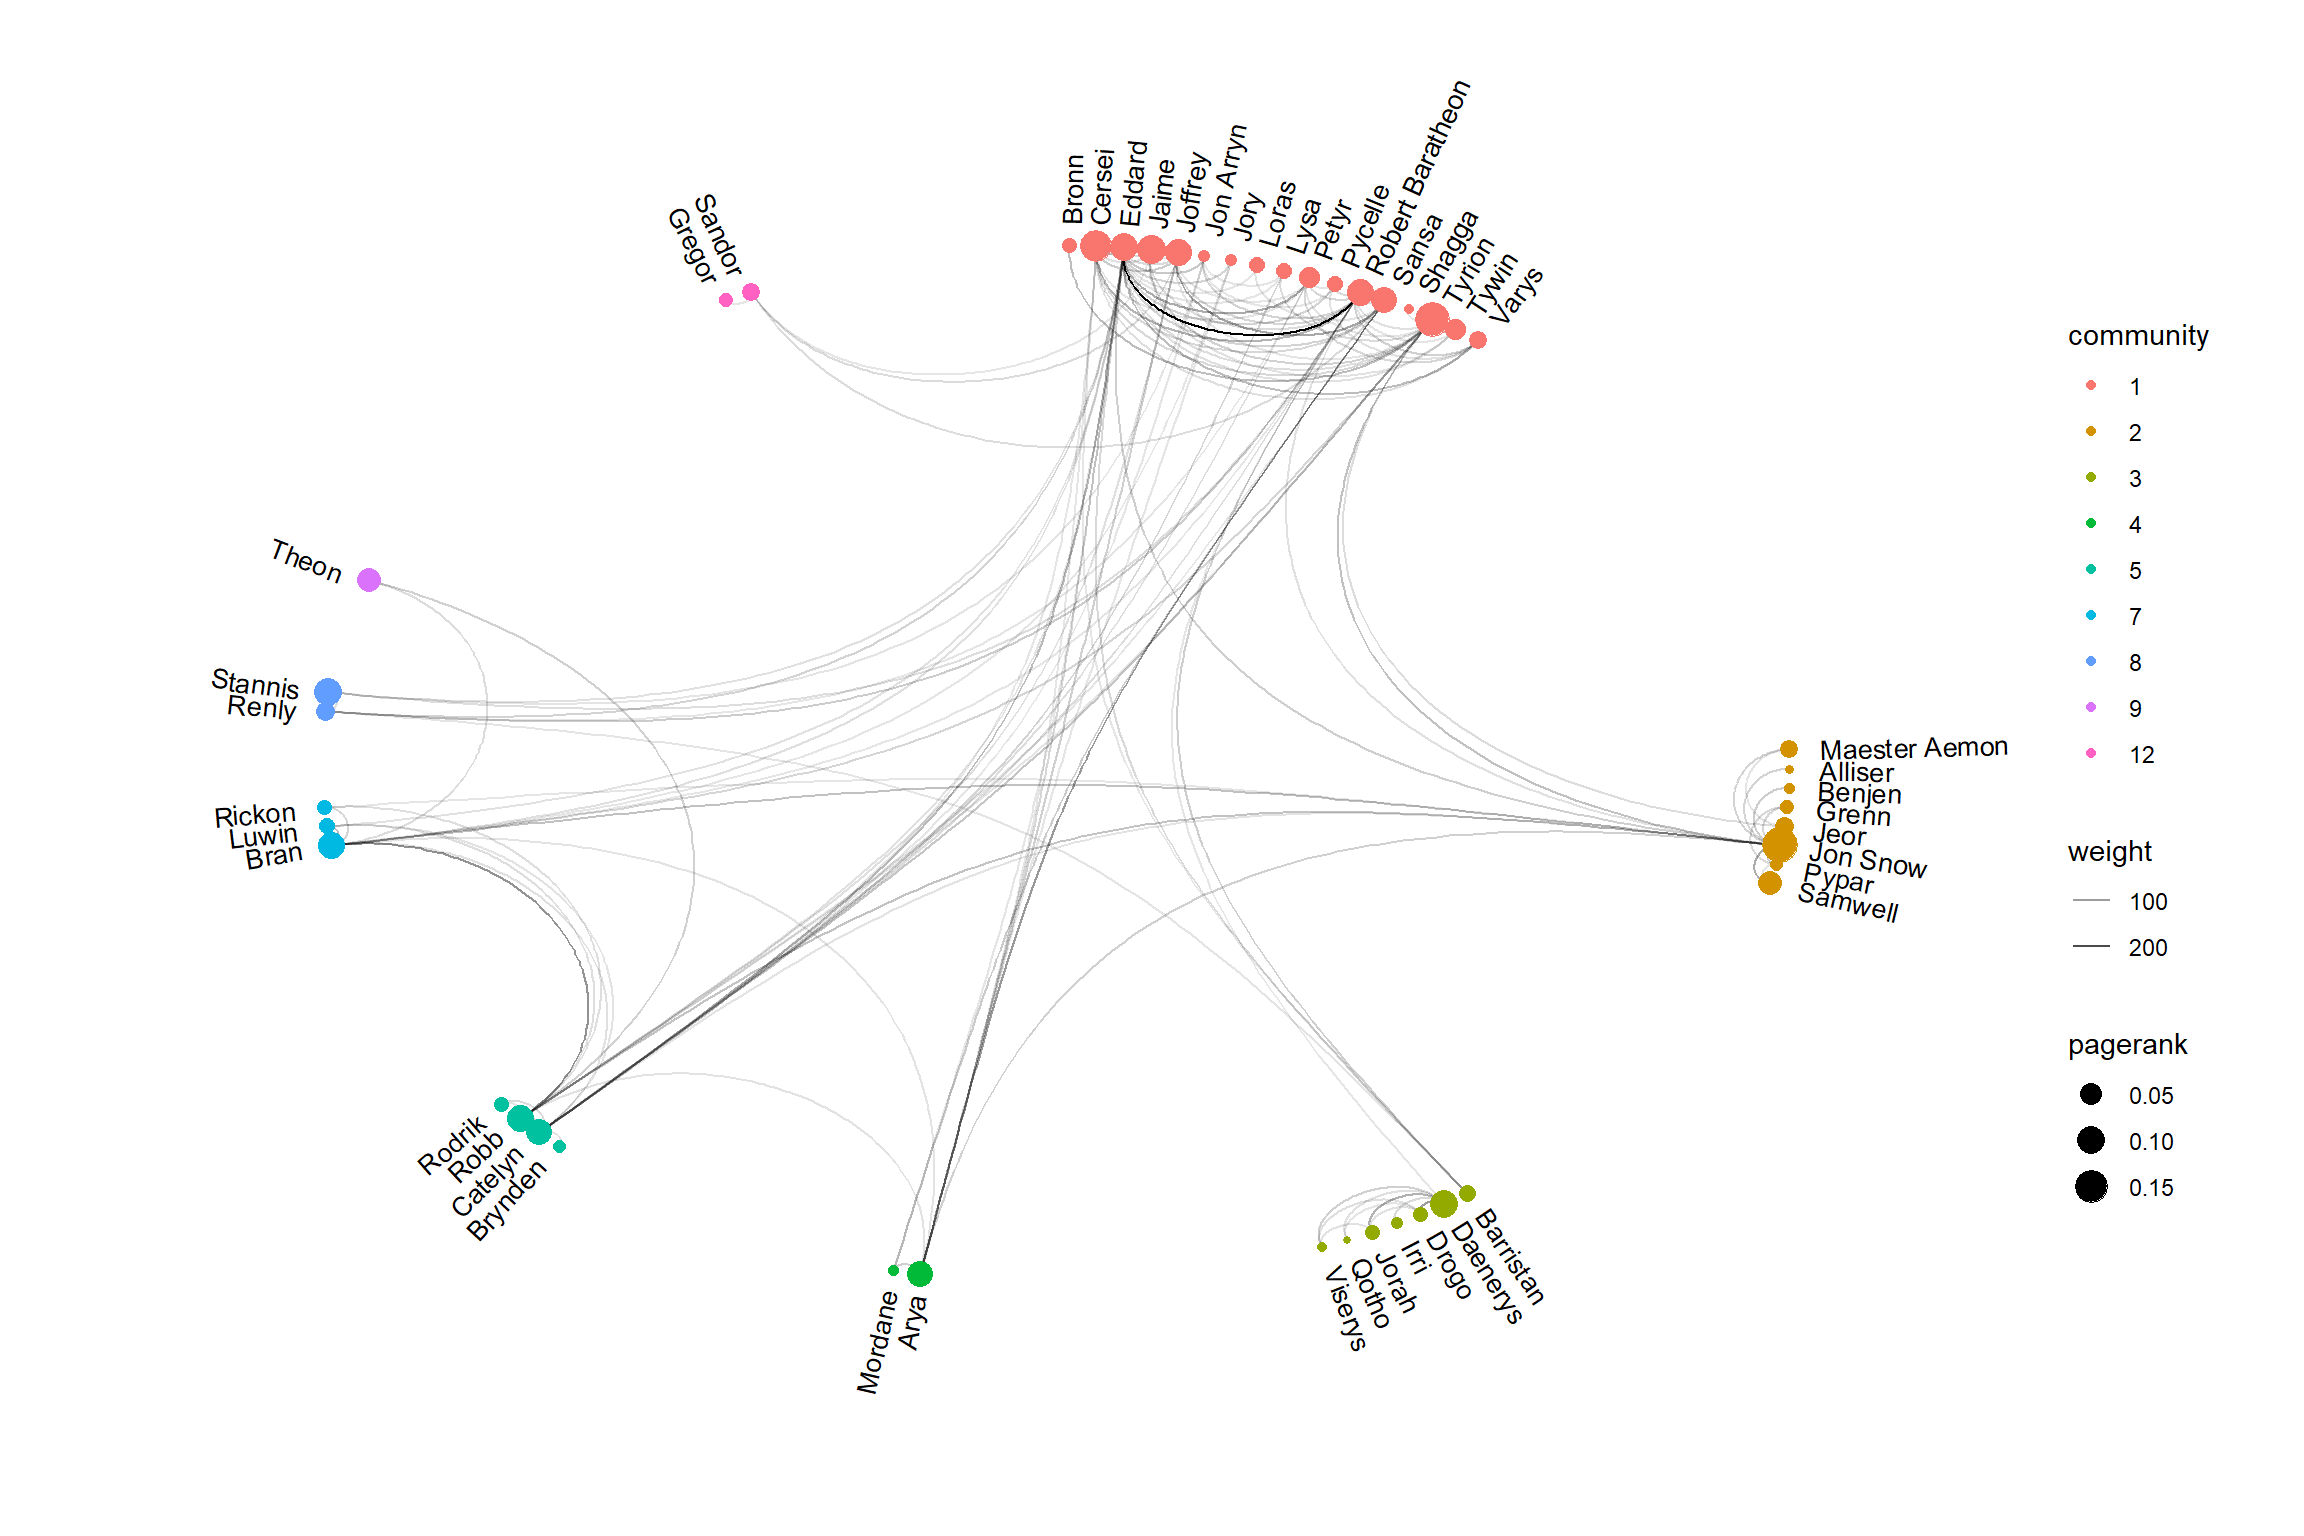 Bronn
Cersei
Eddard
Jaime
Joffrey
Jon Arryn
Jory
Loras
Lysa
Petyr
Pycelle
Robert Baratheon
Sansa
Shagga
Tyrion
Tywin
Varys
Sandor
Gregor
Theon
Stannis
Renly
Rickon
Luwin
Bran
Rodrik
Robb
Catelyn
Brynden
Mordane
Arya
Viserys
Qotho
Jorah
Irri
Drogo
Daenerys
Barristan
Maester Aemon
Alliser
Benjen
Grenn
Jeor
Jon Snow
Pypar
Samwell
community
1
2
3
4
5
7
8
9
12
weight
100
200
pagerank
0.05
0.10
0.15